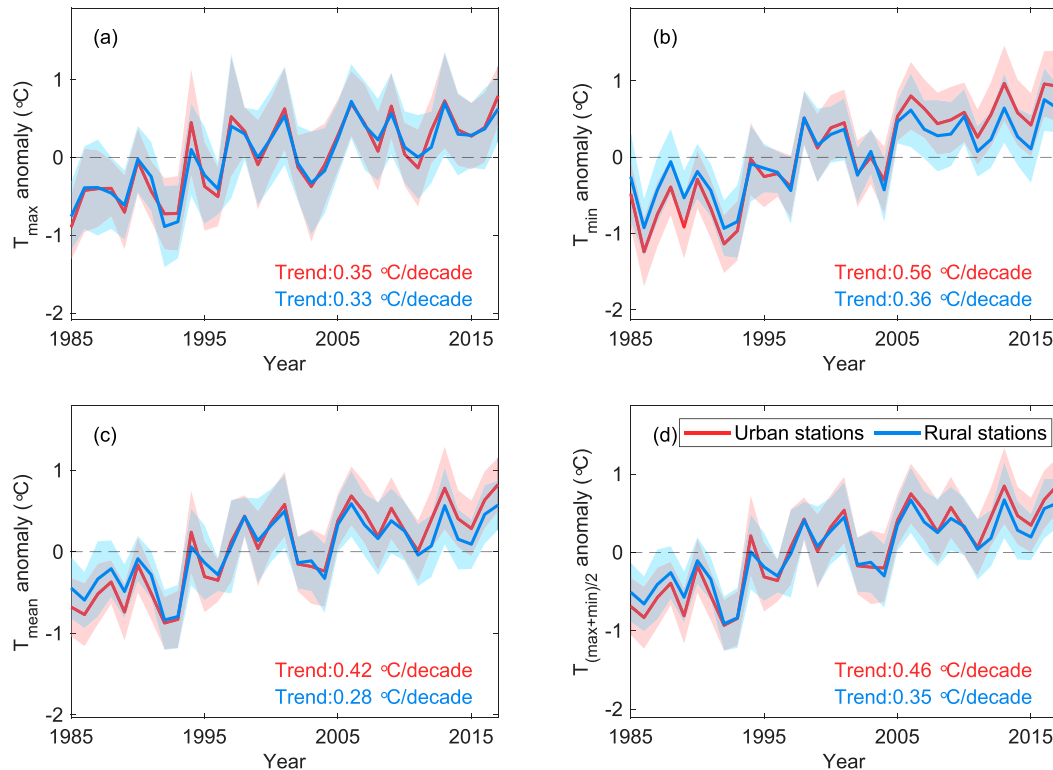 (a)
T_max anomaly (°C)
1
0
-1
-2
Trend:0.35 °C/decade
Trend:0.33 °C/decade
1985
1995
2005
2015
Year
(b)
T_min anomaly (°C)
1
0
-1
-2
Trend:0.56 °C/decade
Trend:0.36 °C/decade
1985
1995
2005
2015
Year
(c)
T_mean anomaly (°C)
1
0
-1
-2
Trend:0.42 °C/decade
Trend:0.28 °C/decade
1985
1995
2005
2015
Year
(d)
Urban stations
Rural stations
T_(max+min)/2 anomaly (°C)
1
0
-1
-2
Trend:0.46 °C/decade
Trend:0.35 °C/decade
1985
1995
2005
2015
Year